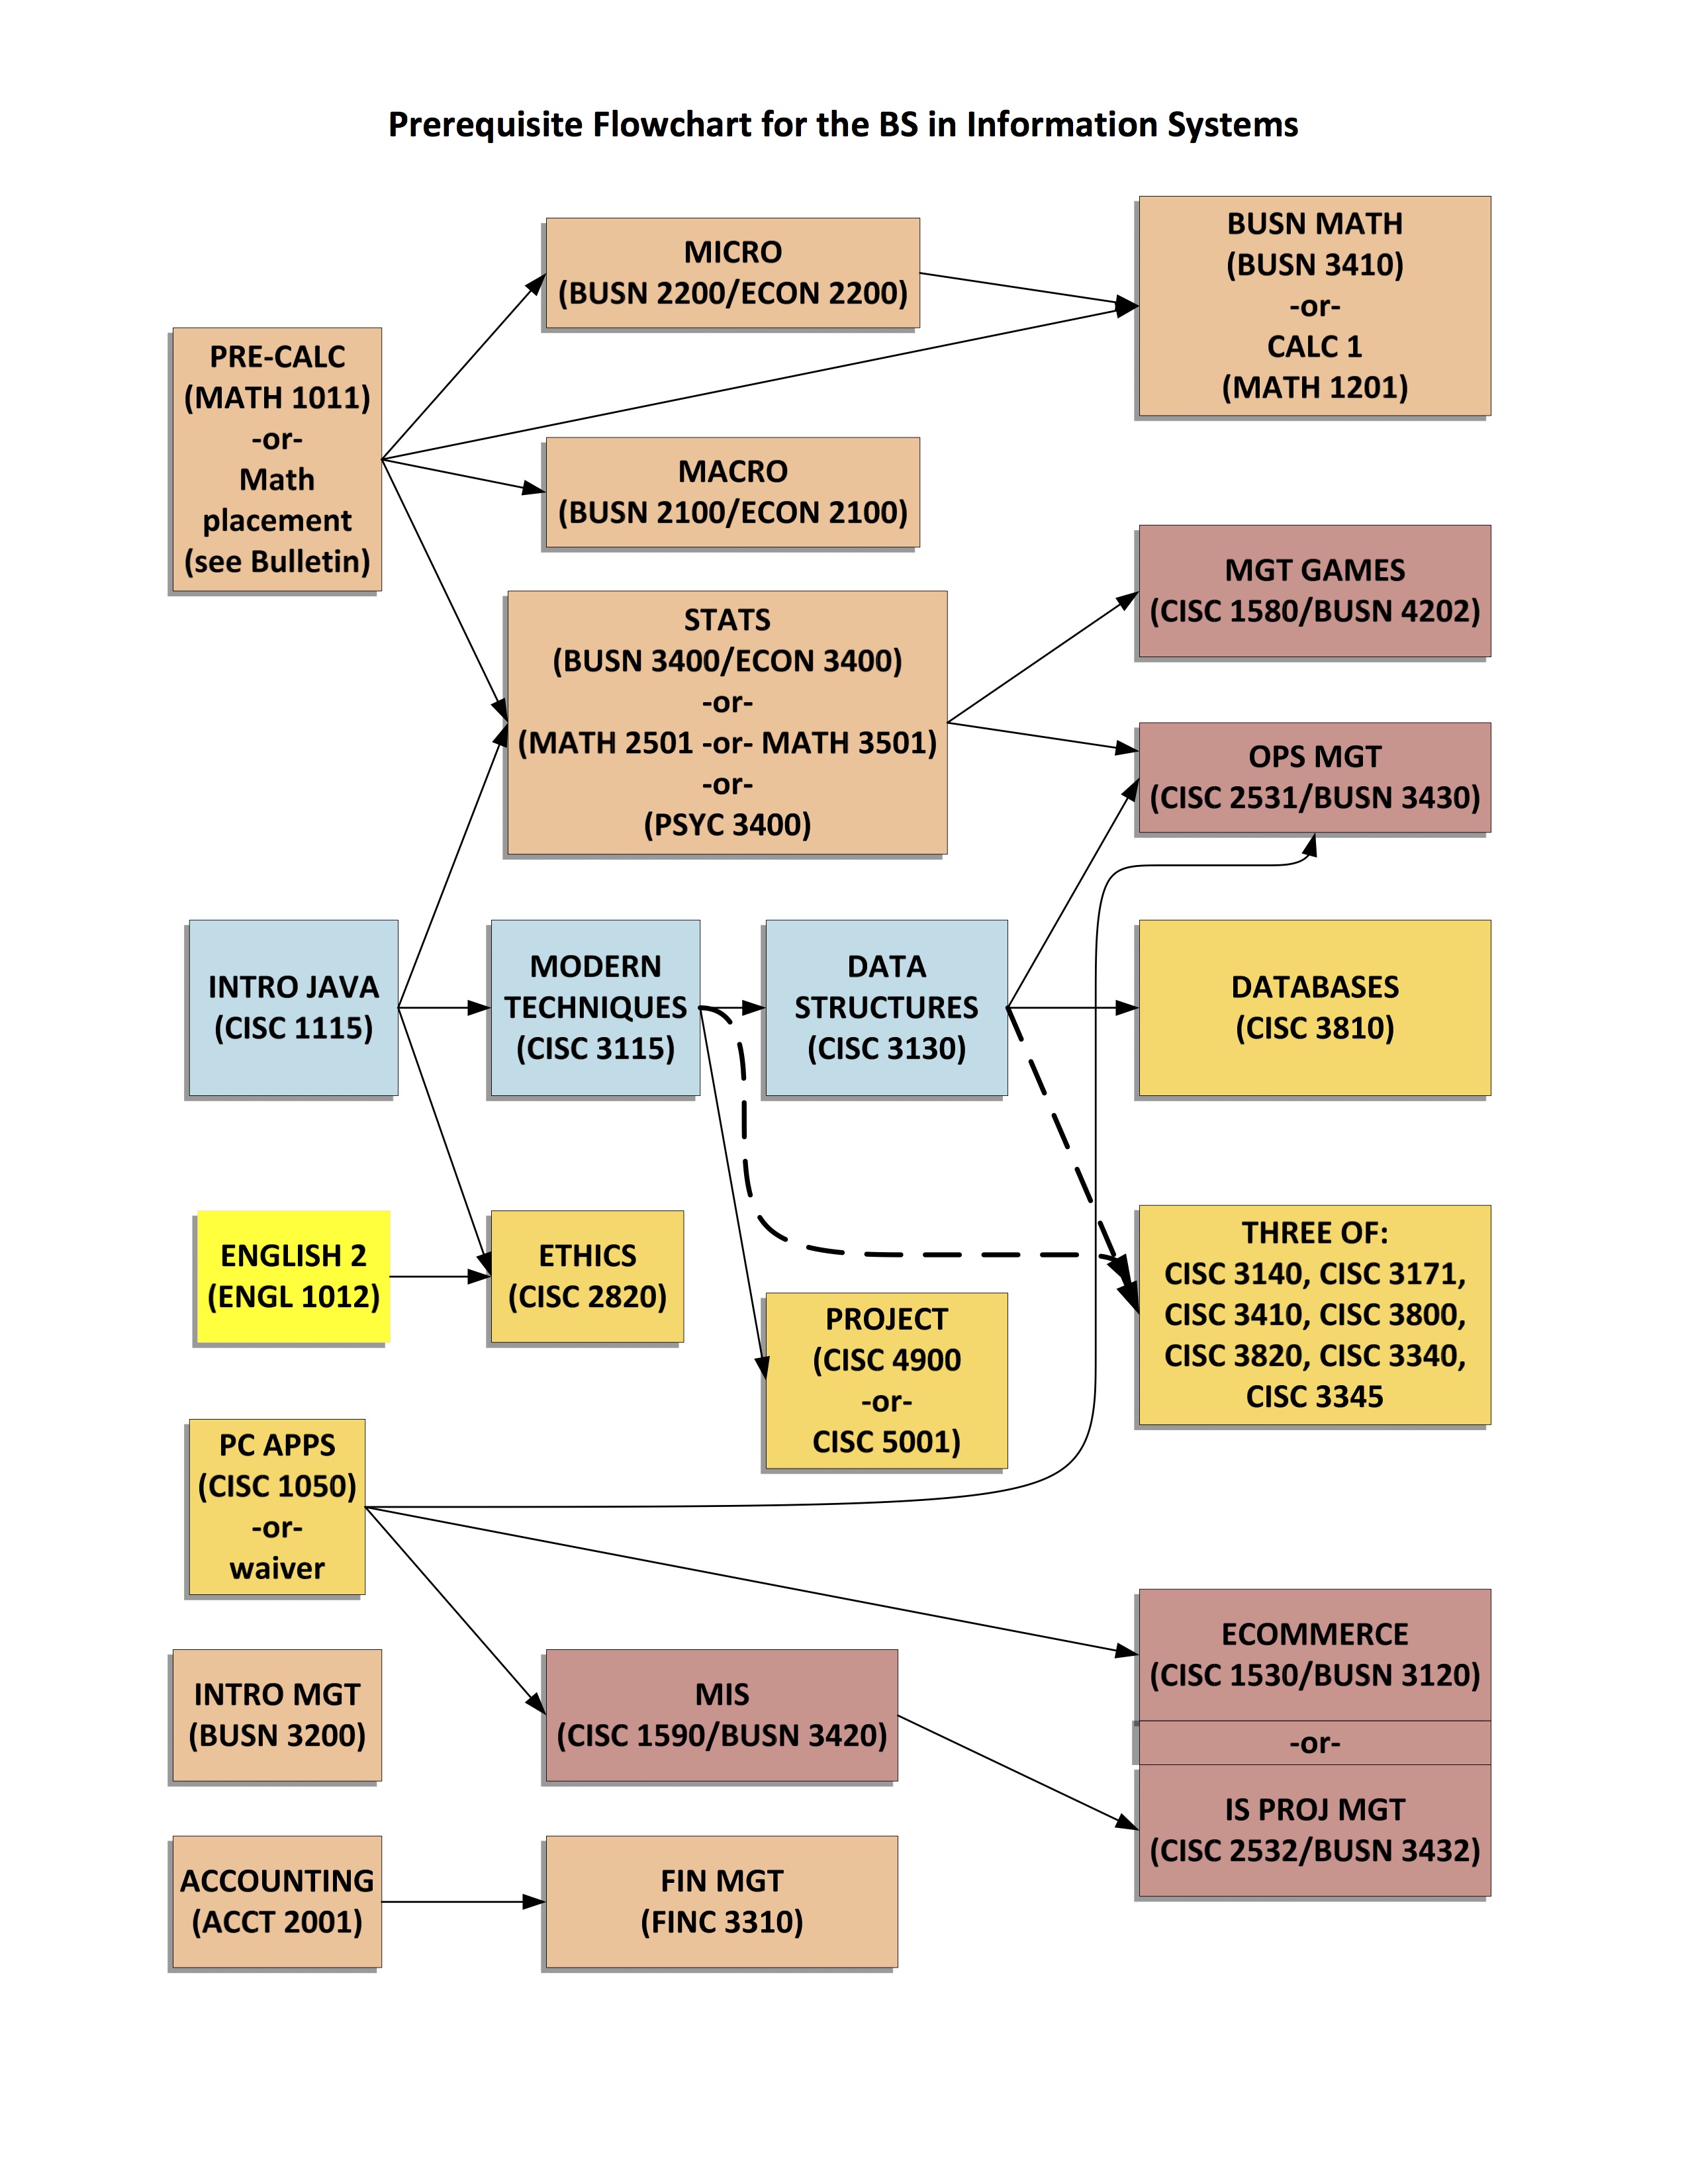 Prerequisite Flowchart for the BS in Information Systems
MICRO
(BUSN 2200/ECON 2200)
BUSN MATH
(BUSN 3410)
-or-
CALC 1
(MATH 1201)
PRE-CALC
(MATH 1011)
-or-
Math
placement
(see Bulletin)
MACRO
(BUSN 2100/ECON 2100)
MGT GAMES
(CISC 1580/BUSN 4202)
STATS
(BUSN 3400/ECON 3400)
-or-
(MATH 2501 -or- MATH 3501)
-or-
(PSYC 3400)
OPS MGT
(CISC 2531/BUSN 3430)
INTRO JAVA
(CISC 1115)
MODERN
TECHNIQUES
(CISC 3115)
DATA
STRUCTURES
(CISC 3130)
DATABASES
(CISC 3810)
ENGLISH 2
(ENGL 1012)
ETHICS
(CISC 2820)
THREE OF:
CISC 3140, CISC 3171,
CISC 3410, CISC 3800,
CISC 3820, CISC 3340,
CISC 3345
PROJECT
(CISC 4900
-or-
CISC 5001)
PC APPS
(CISC 1050)
-or-
waiver
ECOMMERCE
(CISC 1530/BUSN 3120)
-or-
IS PROJ MGT
(CISC 2532/BUSN 3432)
INTRO MGT
(BUSN 3200)
MIS
(CISC 1590/BUSN 3420)
ACCOUNTING
(ACCT 2001)
FIN MGT
(FINC 3310)